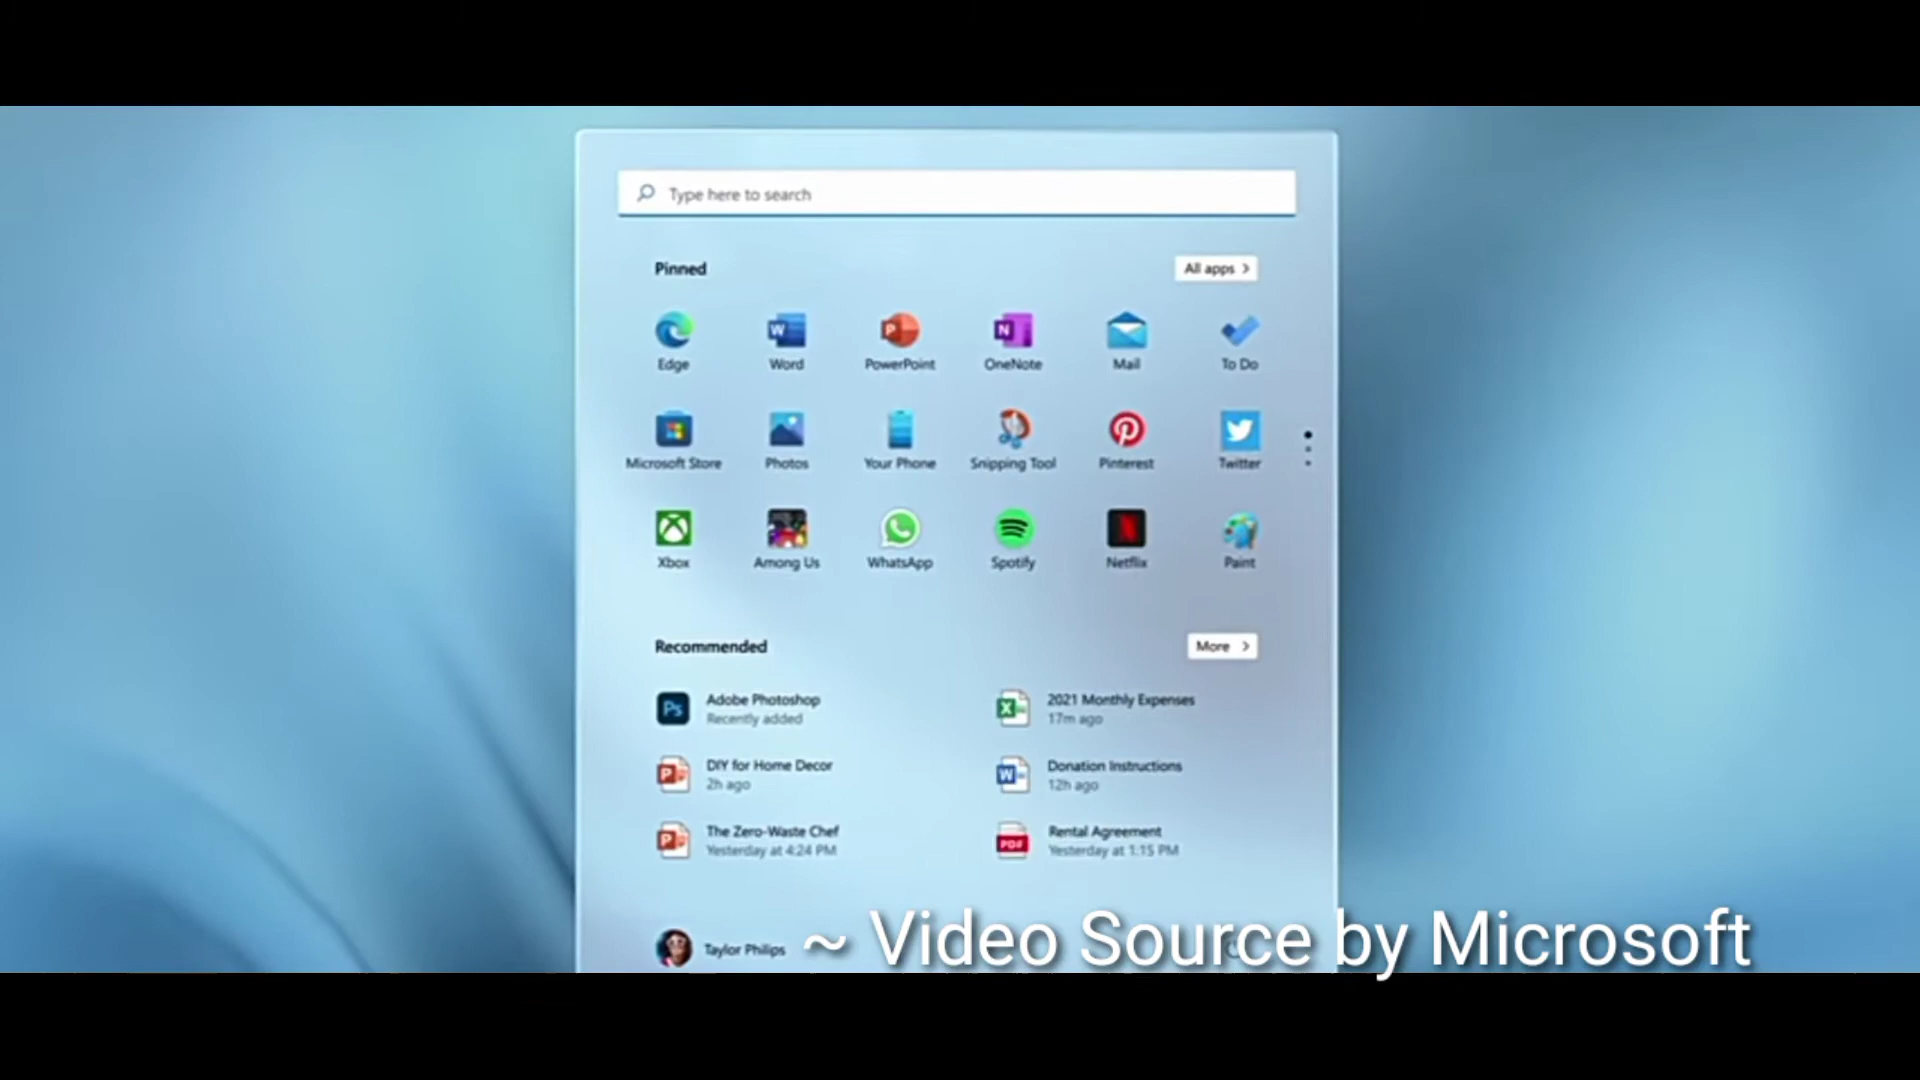 Type here to search
Pinned
All apps
Edge
Word
PowerPoint
OneNote
Mail
To Do
Microsoft Store
Photos
Your Phone
Snipping Tool
Pinterest
Twitter
Xbox
Among Us
WhatsApp
Spotify
Netflix
Paint
Recommended
More
Adobe Photoshop
Recently added
2021 Monthly Expenses
17m ago
DIY for Home Decor
2h ago
Donation Instructions
12h ago
The Zero-Waste Chef
Yesterday at 4:24 PM
Rental Agreement
Yesterday at 1:15 PM
Taylor Philips
~ Video Source by Microsoft